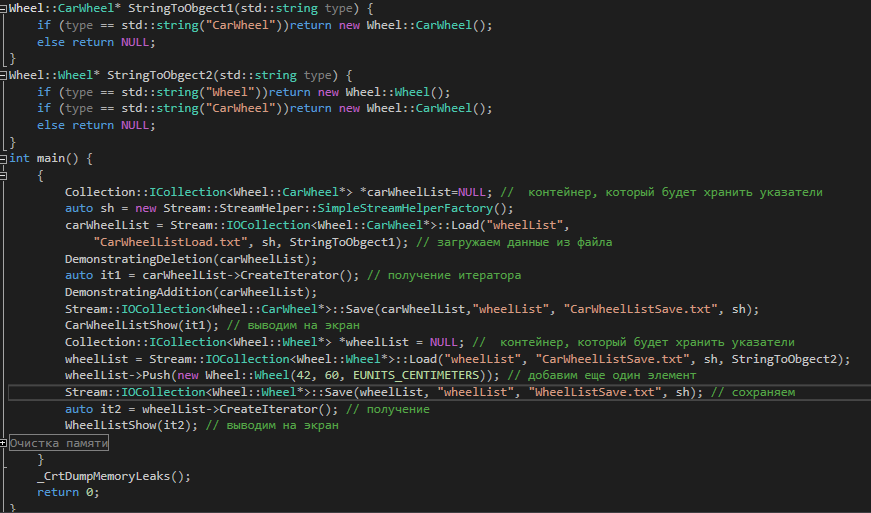 Wheel::CarWheel* StringToObgect1(std::string type) {
    if (type == std::string("CarWheel"))return new Wheel::CarWheel();
    else return NULL;
}
Wheel::Wheel* StringToObgect2(std::string type) {
    if (type == std::string("Wheel"))return new Wheel::Wheel();
    if (type == std::string("CarWheel"))return new Wheel::CarWheel();
    else return NULL;
}
int main() {
    {
        Collection::ICollection<Wheel::CarWheel*> *carWheelList=NULL; //  контейнер, который будет хранить указатели
        auto sh = new Stream::StreamHelper::SimpleStreamHelperFactory();
        carWheelList = Stream::IOCollection<Wheel::CarWheel*>::Load("wheelList",
            "CarWheelListLoad.txt", sh, StringToObgect1); // загружаем данные из файла
        DemonstratingDeletion(carWheelList);
        auto it1 = carWheelList->CreateIterator(); // получение итератора
        DemonstratingAddition(carWheelList);
        Stream::IOCollection<Wheel::CarWheel*>::Save(carWheelList,"wheelList", "CarWheelListSave.txt", sh);
        CarWheelListShow(it1); // выводим на экран
        Collection::ICollection<Wheel::Wheel*> *wheelList = NULL; //  контейнер, который будет хранить указатели
        wheelList = Stream::IOCollection<Wheel::Wheel*>::Load("wheelList", "CarWheelListSave.txt", sh, StringToObgect2);
        wheelList->Push(new Wheel::Wheel(42, 60, EUNITS_CENTIMETERS)); // добавим еще один элемент
        Stream::IOCollection<Wheel::Wheel*>::Save(wheelList, "wheelList", "WheelListSave.txt", sh); // сохраняем
        auto it2 = wheelList->CreateIterator(); // получение
        WheelListShow(it2); // выводим на экран
Очистка памяти
    }
    _CrtDumpMemoryLeaks();
    return 0;
}